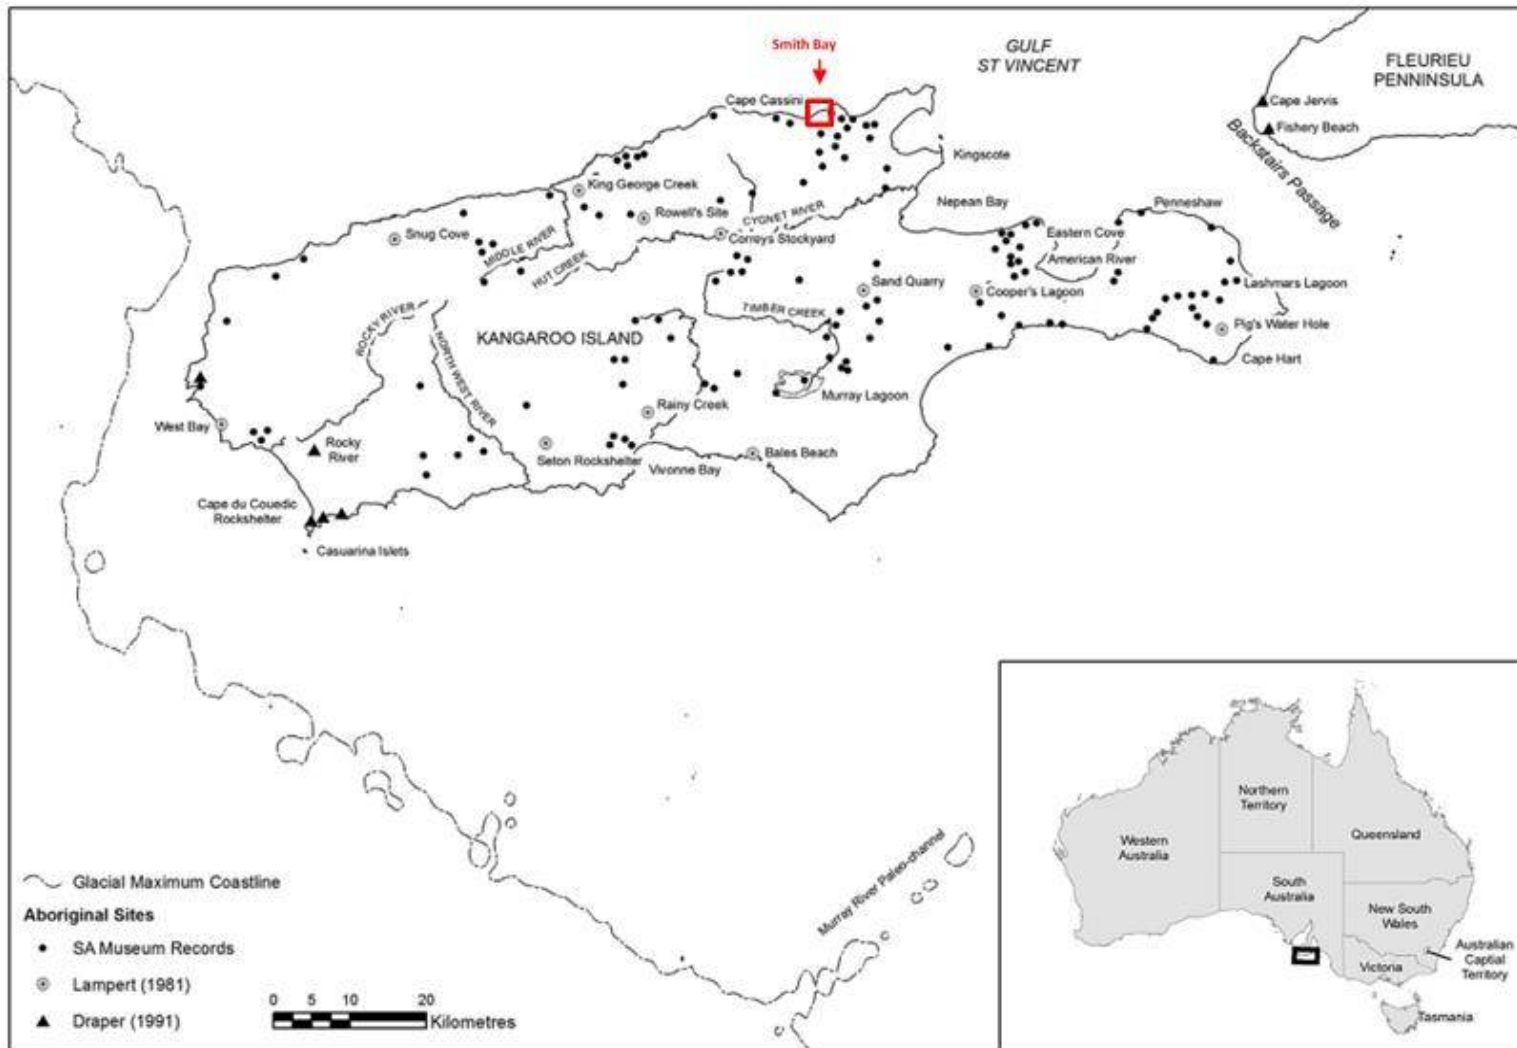 Smith Bay
GULF
ST VINCENT
FLEURIEU
PENNINSULA
Cape Jervis
Fishery Beach
Backstairs Passage
Cape Cassini
Kingscote
King George Creek
Rowell's Site
CYGNET RIVER
Nepean Bay
Penneshaw
Snug Cove
MIDDLE RIVER
HUT CREEK
Correys Stockyard
Eastern Cove
American River
Sand Quarry
Cooper's Lagoon
Lashmars Lagoon
TIMBER CREEK
ROCKY RIVER
KANGAROO ISLAND
NORTH WEST RIVER
Pig's Water Hole
Cape Hart
Murray Lagoon
Rainy Creek
West Bay
Rocky
River
Seton Rockshelter
Vivonne Bay
Bales Beach
Cape du Couedic
Rockshelter
Casuarina Islets
Murray River Paleo-channel
Glacial Maximum Coastline
Aboriginal Sites
SA Museum Records
Lampert (1981)
Draper (1991)
0 5 10 20
Kilometres
Northern
Territory
Western
Australia
Queensland
South
Australia
New South
Wales
Australian
Captial
Territory
Victoria
Tasmania